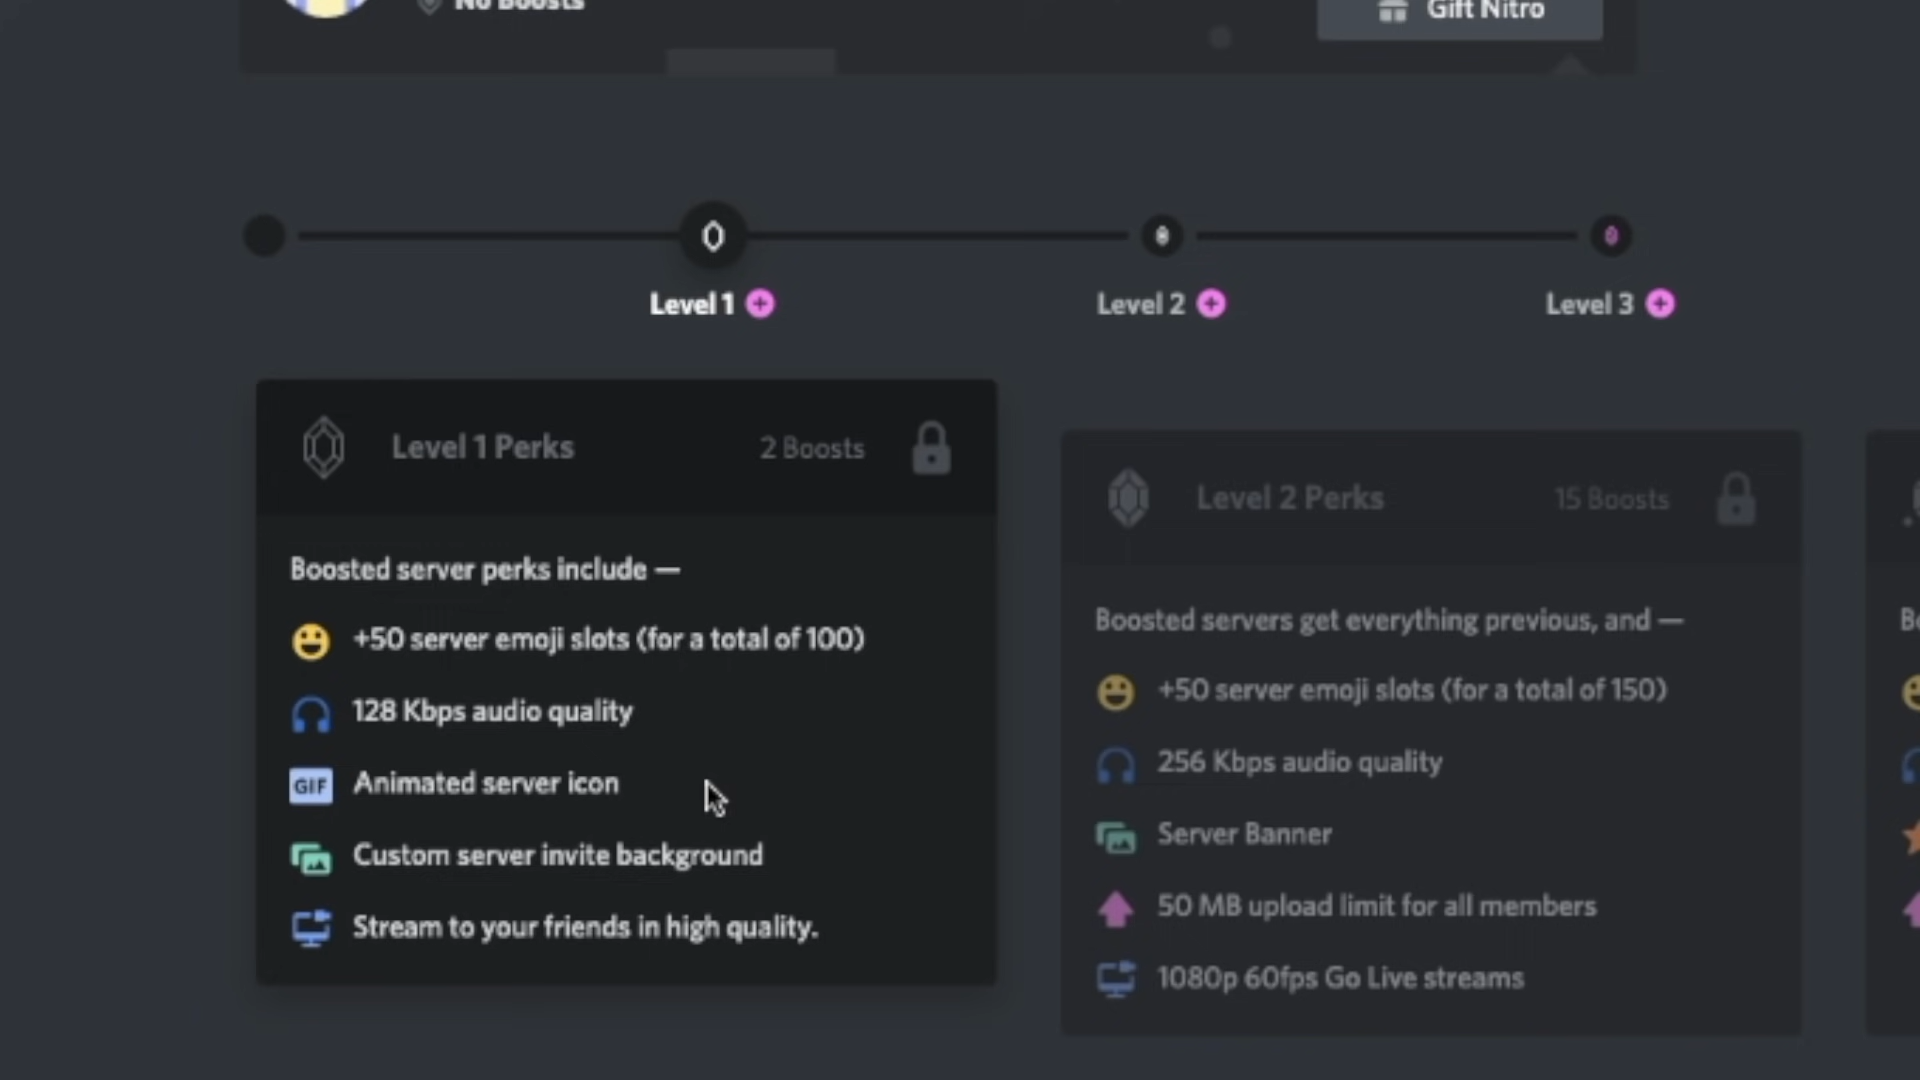 No Boosts
Gift Nitro
Level 1
Level 2
Level 3
Level 1 Perks
2 Boosts
Boosted server perks include —
+50 server emoji slots (for a total of 100)
128 Kbps audio quality
GIF Animated server icon
Custom server invite background
Stream to your friends in high quality.
Level 2 Perks
15 Boosts
Boosted servers get everything previous, and —
+50 server emoji slots (for a total of 150)
256 Kbps audio quality
Server Banner
50 MB upload limit for all members
1080p 60fps Go Live streams